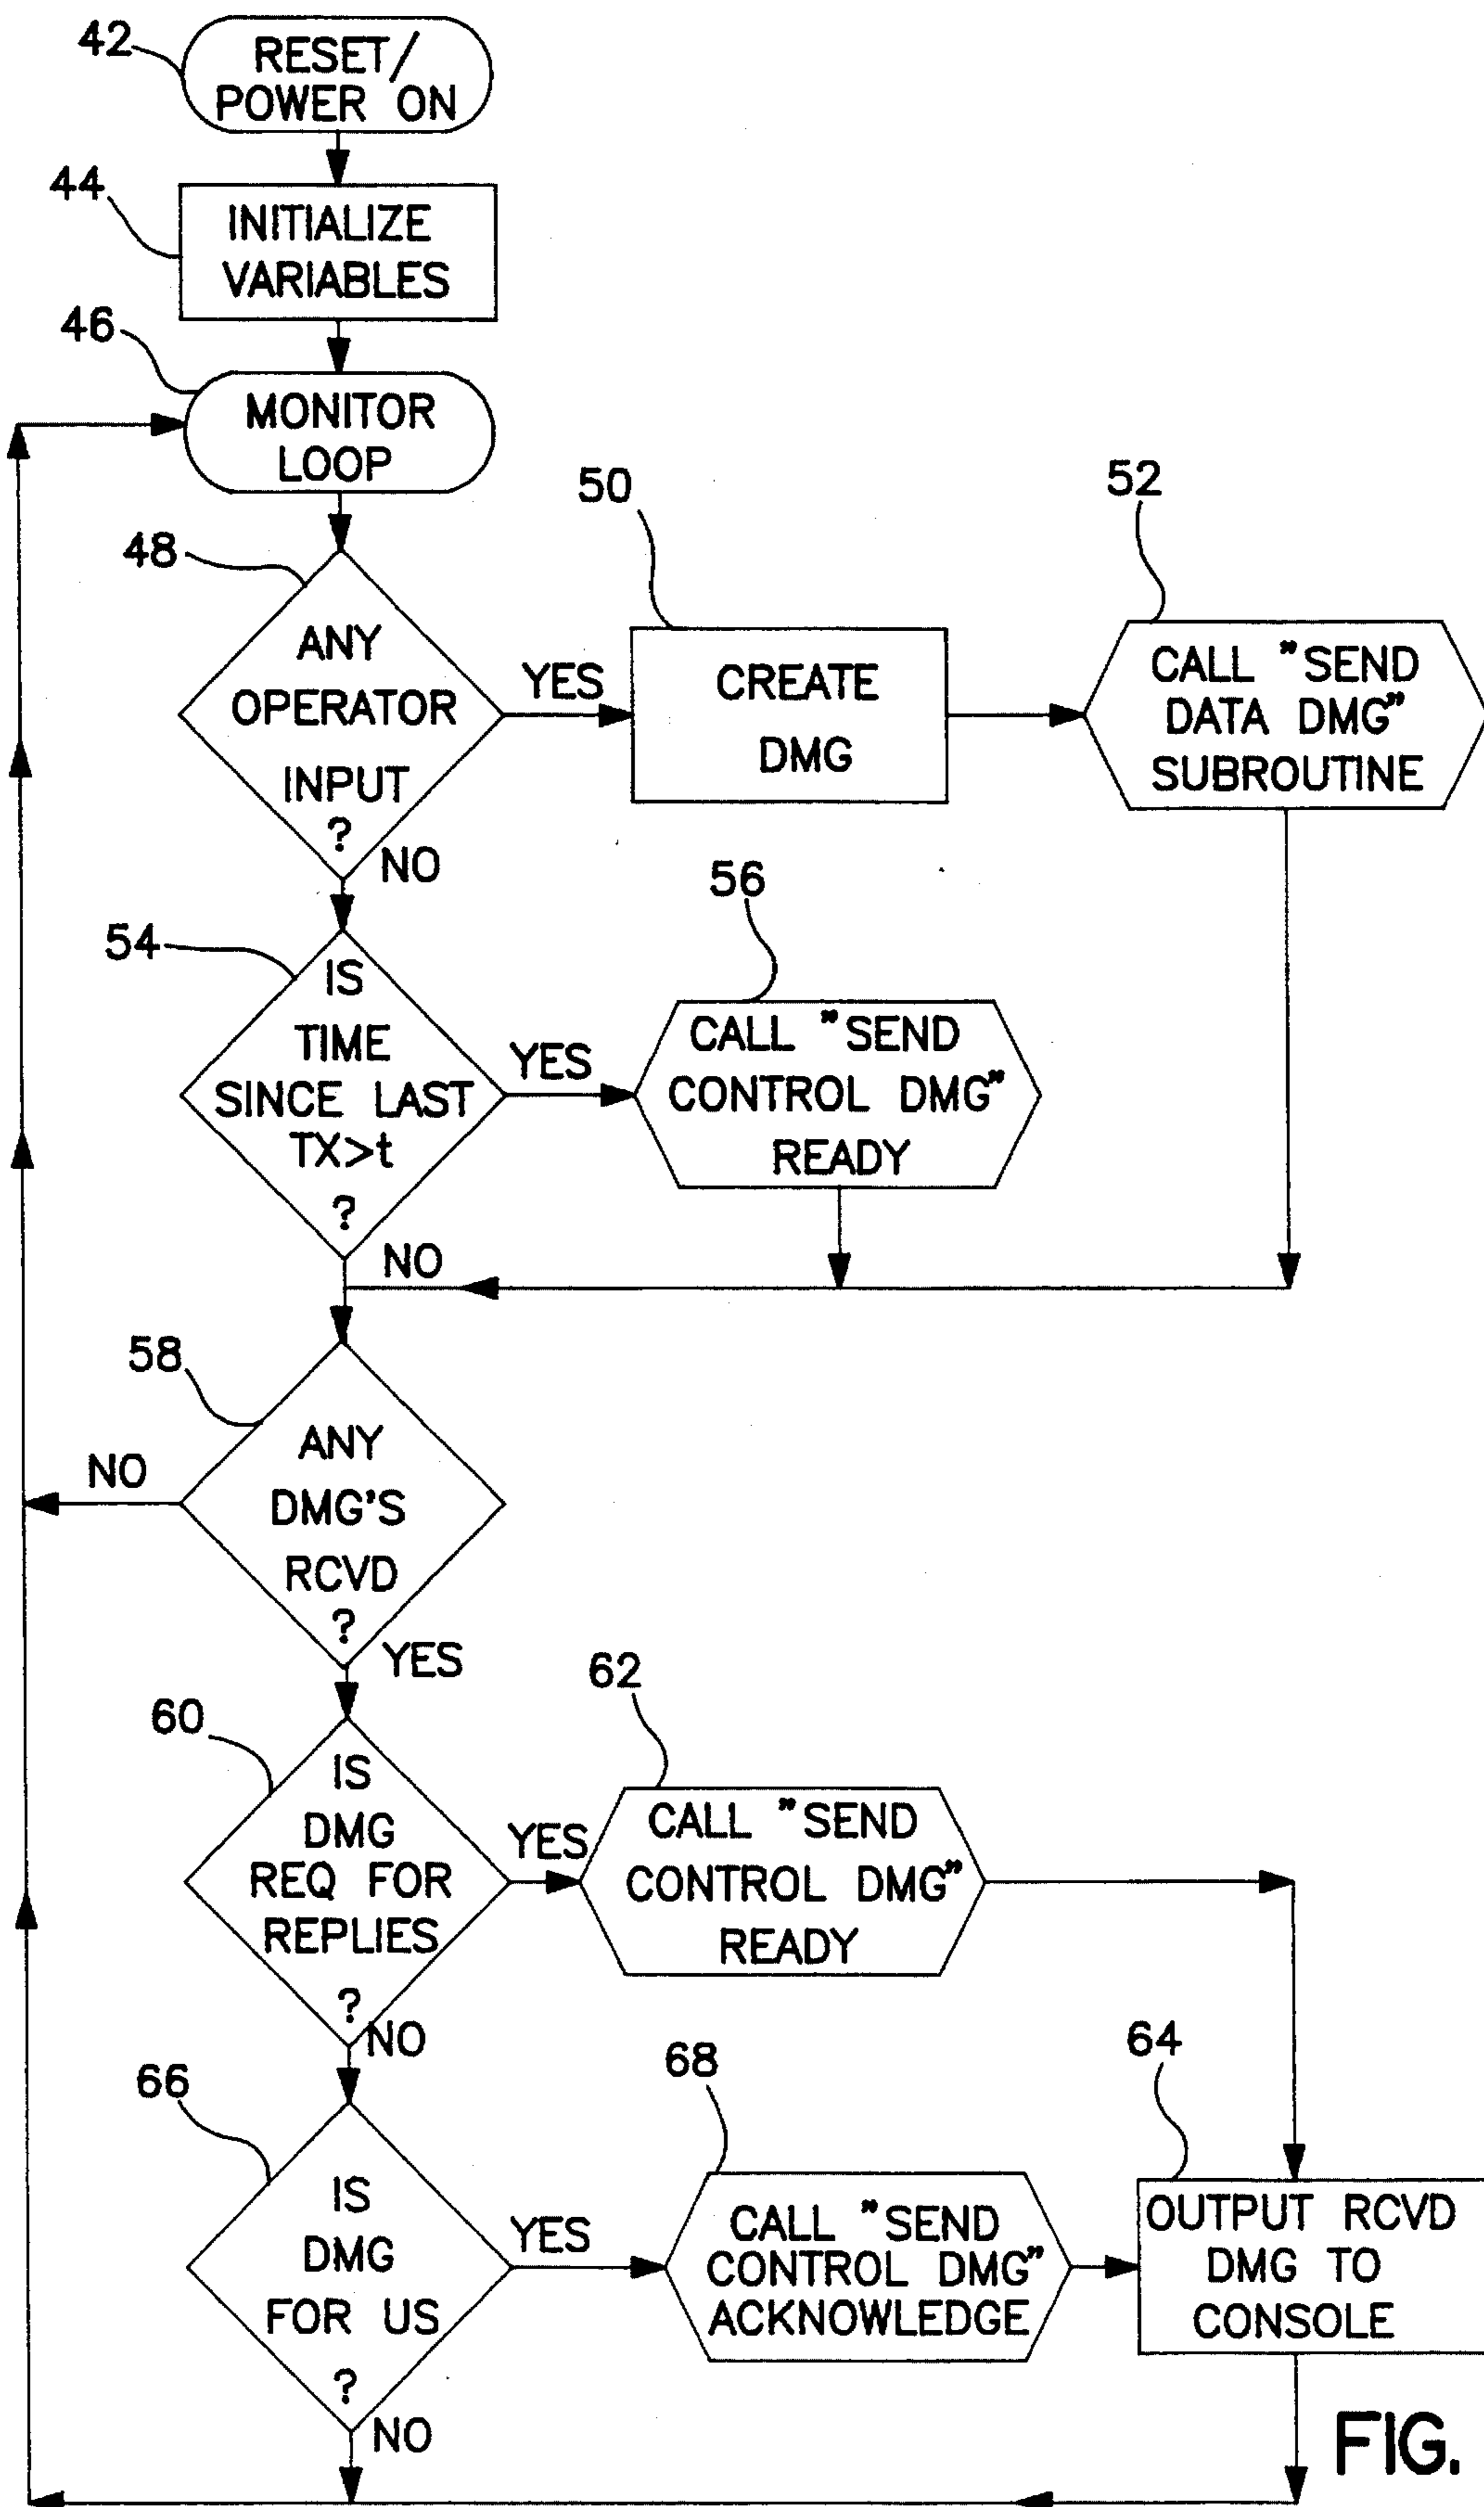 42
RESET/
POWER ON
44
INITIALIZE
VARIABLES
46
MONITOR
LOOP
48
ANY
OPERATOR
INPUT
?
YES
NO
50
CREATE
DMG
52
CALL "SEND
DATA DMG"
SUBROUTINE
54
IS
TIME
SINCE LAST
TX>t
?
YES
NO
56
CALL "SEND
CONTROL DMG"
READY
58
ANY
DMG'S
RCVD
?
NO
YES
60
IS
DMG
REQ FOR
REPLIES
?
YES
NO
62
CALL "SEND
CONTROL DMG"
READY
66
IS
DMG
FOR US
?
YES
NO
68
CALL "SEND
CONTROL DMG"
ACKNOWLEDGE
64
OUTPUT RCVD
DMG TO
CONSOLE
FIG.